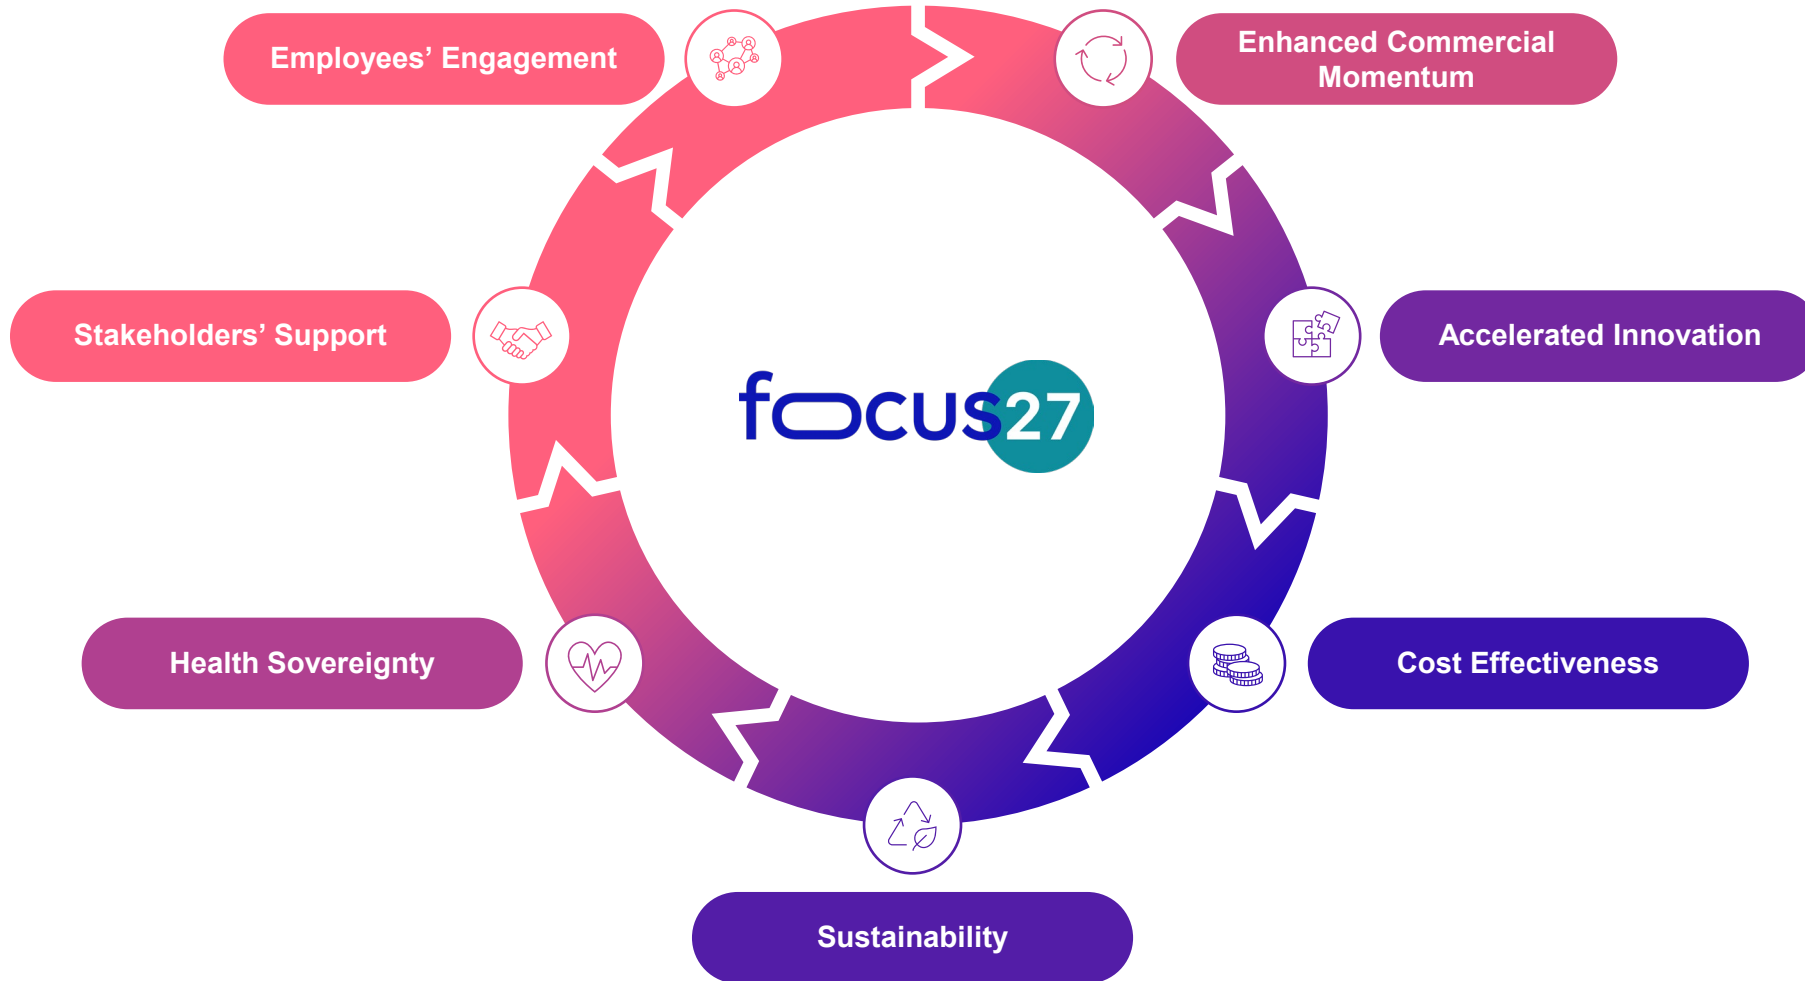 Employees’ Engagement
Enhanced Commercial
Momentum
Stakeholders’ Support
Accelerated Innovation
focus27
Health Sovereignty
Cost Effectiveness
Sustainability